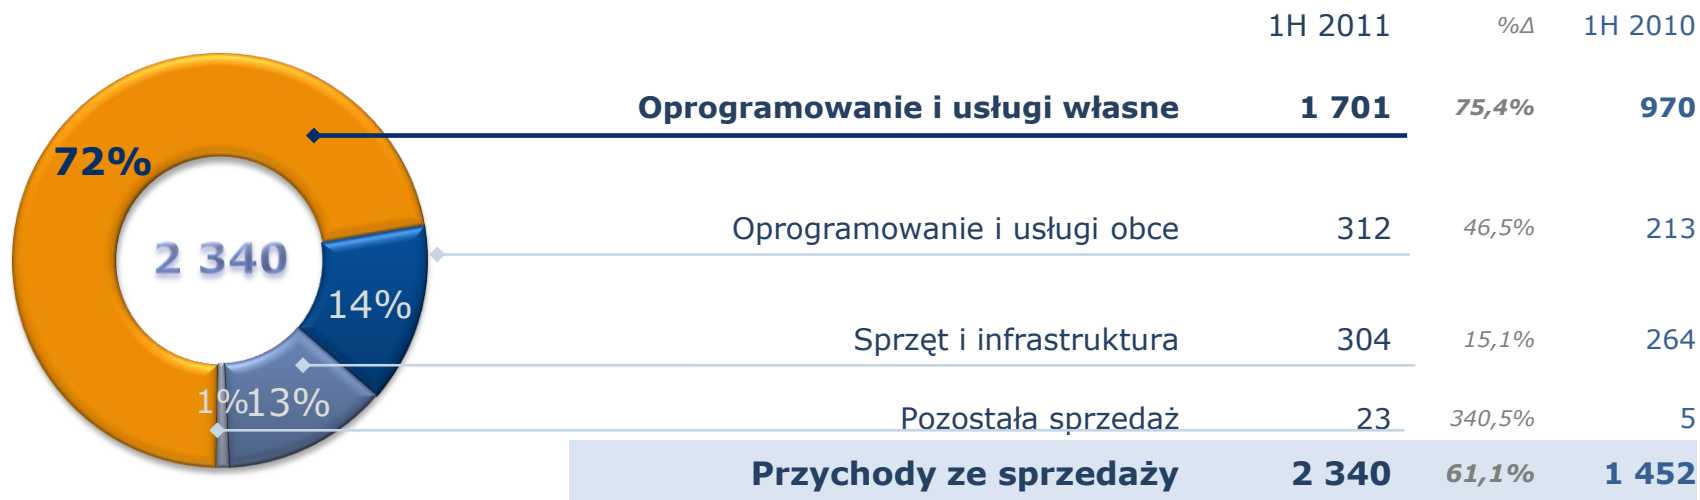 1H 2011 %Δ 1H 2010
Oprogramowanie i usługi własne 1 701 75,4% 970
72%
Oprogramowanie i usługi obce 312 46,5% 213
2 340
14%
Sprzęt i infrastruktura 304 15,1% 264
1% 13%
Pozostała sprzedaż 23 340,5% 5
Przychody ze sprzedaży 2 340 61,1% 1 452